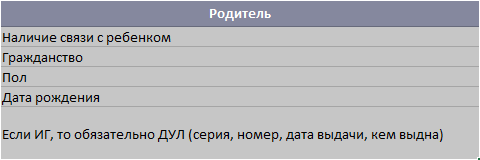 Родитель
Наличие связи с ребенком
Гражданство
Пол
Дата рождения
Если ИГ, то обязательно ДУЛ (серия, номер, дата выдачи, кем выдна)